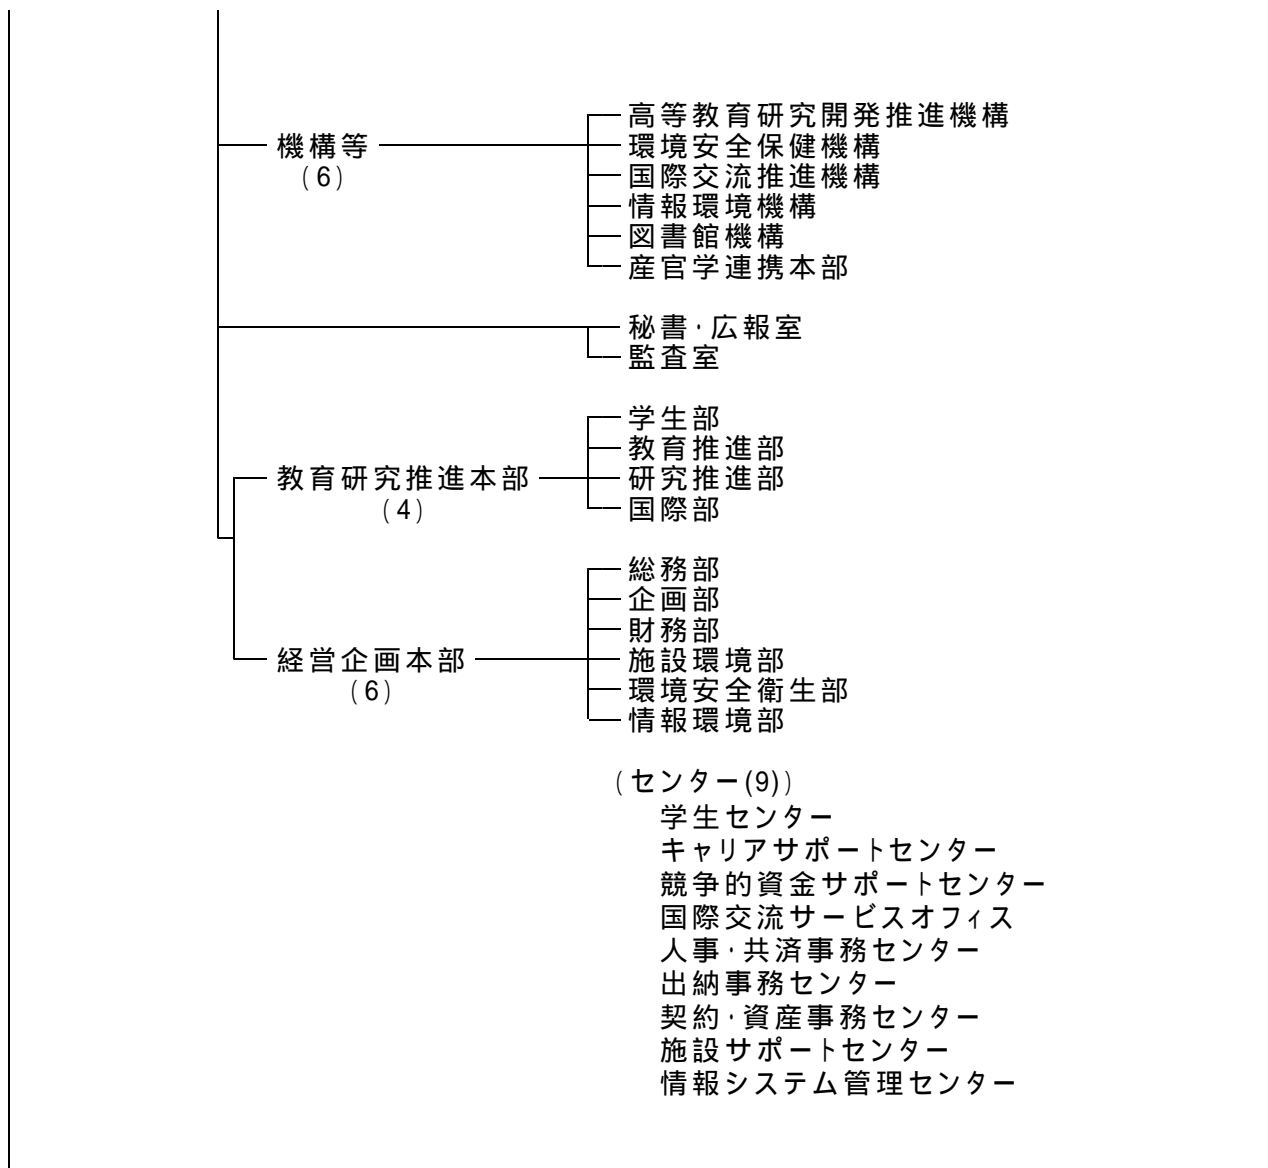 高等教育研究開発推進機構
機構等
環境安全保健機構
(6)
国際交流推進機構
情報環境機構
図書館機構
産官学連携本部
秘書・広報室
監査室
学生部
教育推進部
教育研究推進本部
研究推進部
(4)
国際部
総務部
企画部
財務部
経営企画本部
施設環境部
(6)
環境安全衛生部
情報環境部
(センター(9))
学生センター
キャリアサポートセンター
競争的資金サポートセンター
国際交流サービスオフィス
人事・共済事務センター
出納事務センター
契約・資産事務センター
施設サポートセンター
情報システム管理センター